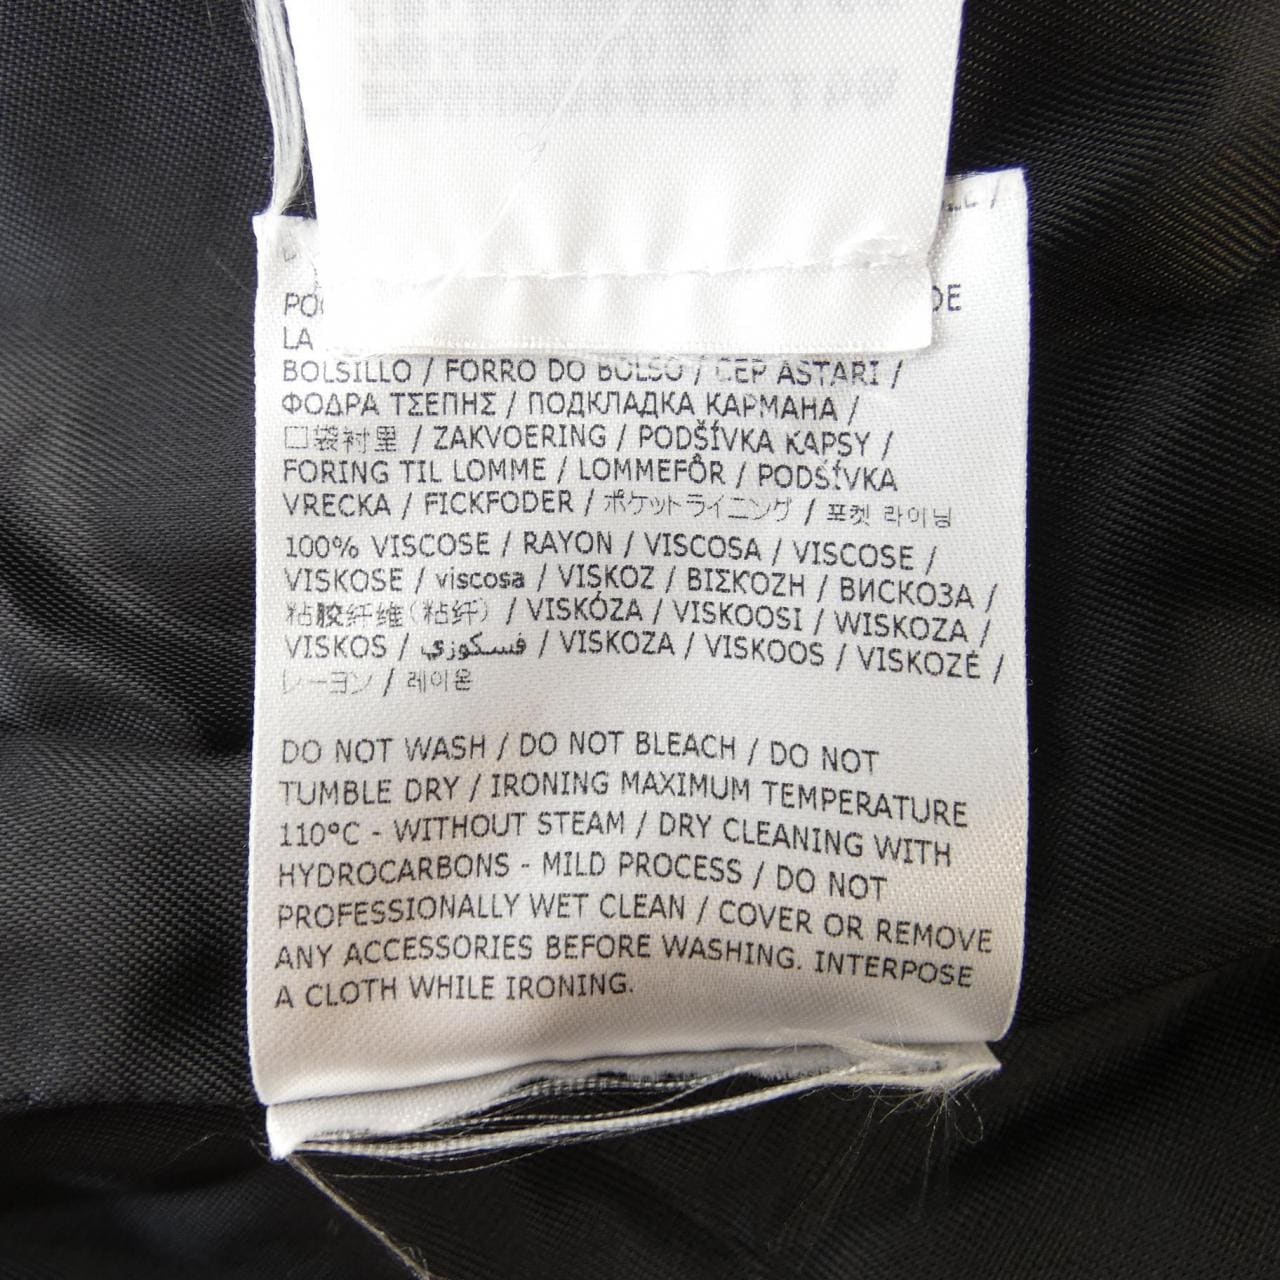 DE
LA
BOLSILLO / FORRO DO BOLSO / CEP ASTARI /
ΦΟΔΡΑ ΤΣΕΠΗΣ / ПОДКЛАДКА КАРМАНА /
口袋衬里 / ZAKVOERING / PODŠÍVKA KAPSY /
FORING TIL LOMME / LOMMEFÔR / PODŠÍVKA
VRECKA / FICKFODER / ポケットライニング / 포켓 라이닝
100% VISCOSE / RAYON / VISCOSA / VISCOSE /
VISKOSE / viscosa / VISKOZ / ΒΙΣΚΟΖΗ / ВИСКОЗА /
粘胶纤维(粘纤) / VISKÓZA / VISKOOSI / WISKOZA /
VISKOS / فسكوزي / VISKOZA / VISKOOS / VISKOZĖ /
レーヨン / 레이온
DO NOT WASH / DO NOT BLEACH / DO NOT
TUMBLE DRY / IRONING MAXIMUM TEMPERATURE
110°C - WITHOUT STEAM / DRY CLEANING WITH
HYDROCARBONS - MILD PROCESS / DO NOT
PROFESSIONALLY WET CLEAN / COVER OR REMOVE
ANY ACCESSORIES BEFORE WASHING. INTERPOSE
A CLOTH WHILE IRONING.